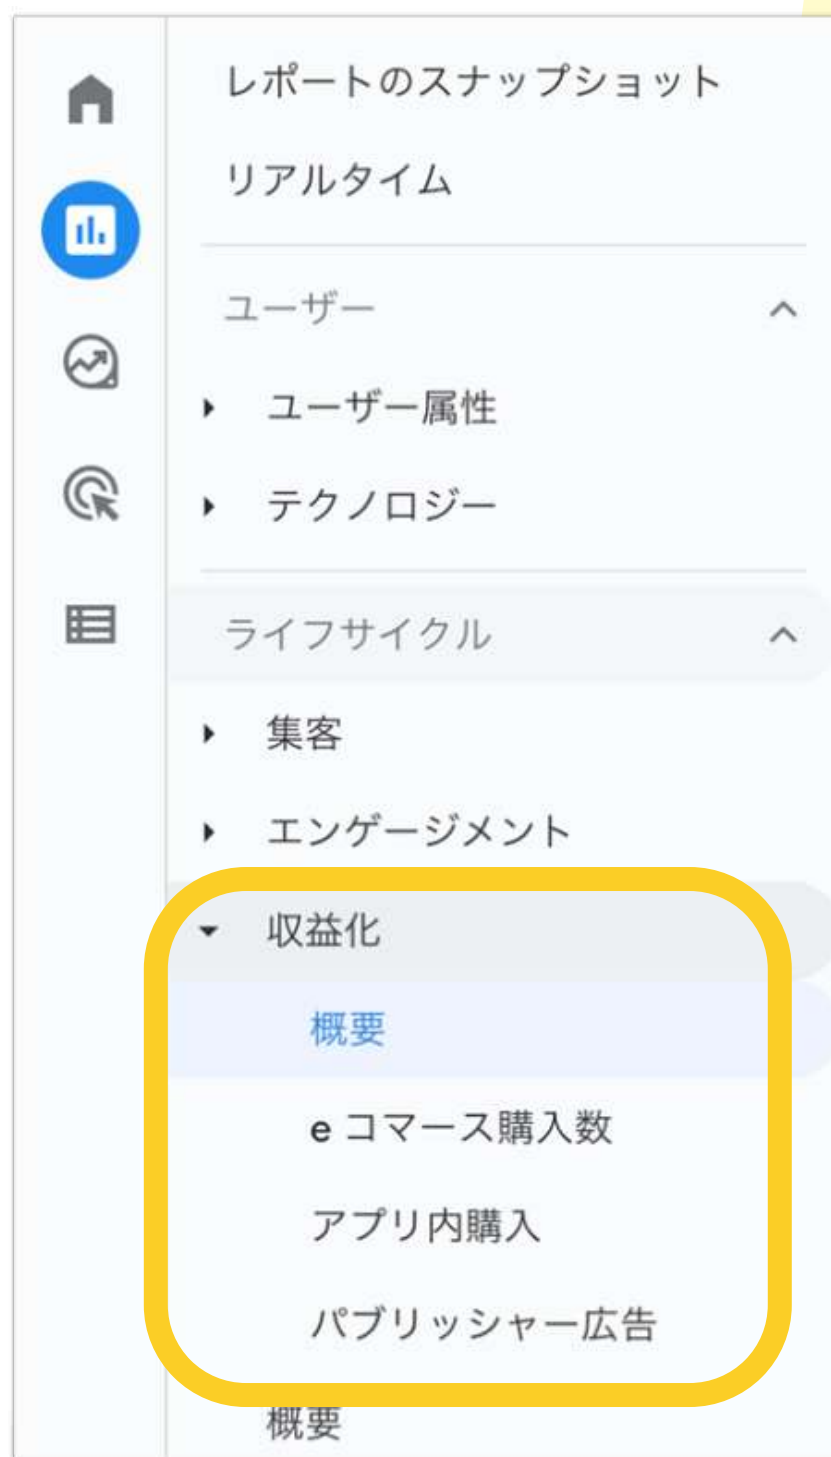 レポートのスナップショット
リアルタイム
ユーザー
ユーザー属性
テクノロジー
ライフサイクル
集客
エンゲージメント
収益化
概要
e コマース購入数
アプリ内購入
パブリッシャー広告
概要